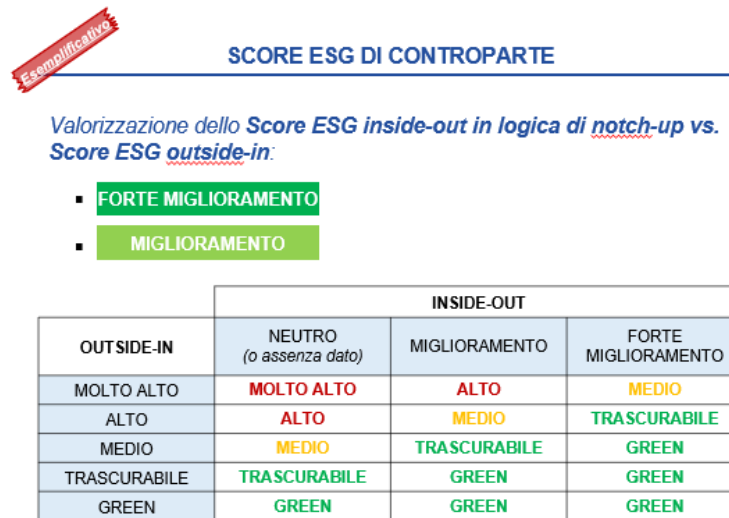 Esemplificativo
SCORE ESG DI CONTROPARTE
Valorizzazione dello Score ESG inside-out in logica di notch-up vs.
Score ESG outside-in:
▪ FORTE MIGLIORAMENTO
▪ MIGLIORAMENTO
INSIDE-OUT
OUTSIDE-IN NEUTRO (o assenza dato) MIGLIORAMENTO FORTE MIGLIORAMENTO
MOLTO ALTO MOLTO ALTO ALTO MEDIO
ALTO ALTO MEDIO TRASCURABILE
MEDIO MEDIO TRASCURABILE GREEN
TRASCURABILE TRASCURABILE GREEN GREEN
GREEN GREEN GREEN GREEN